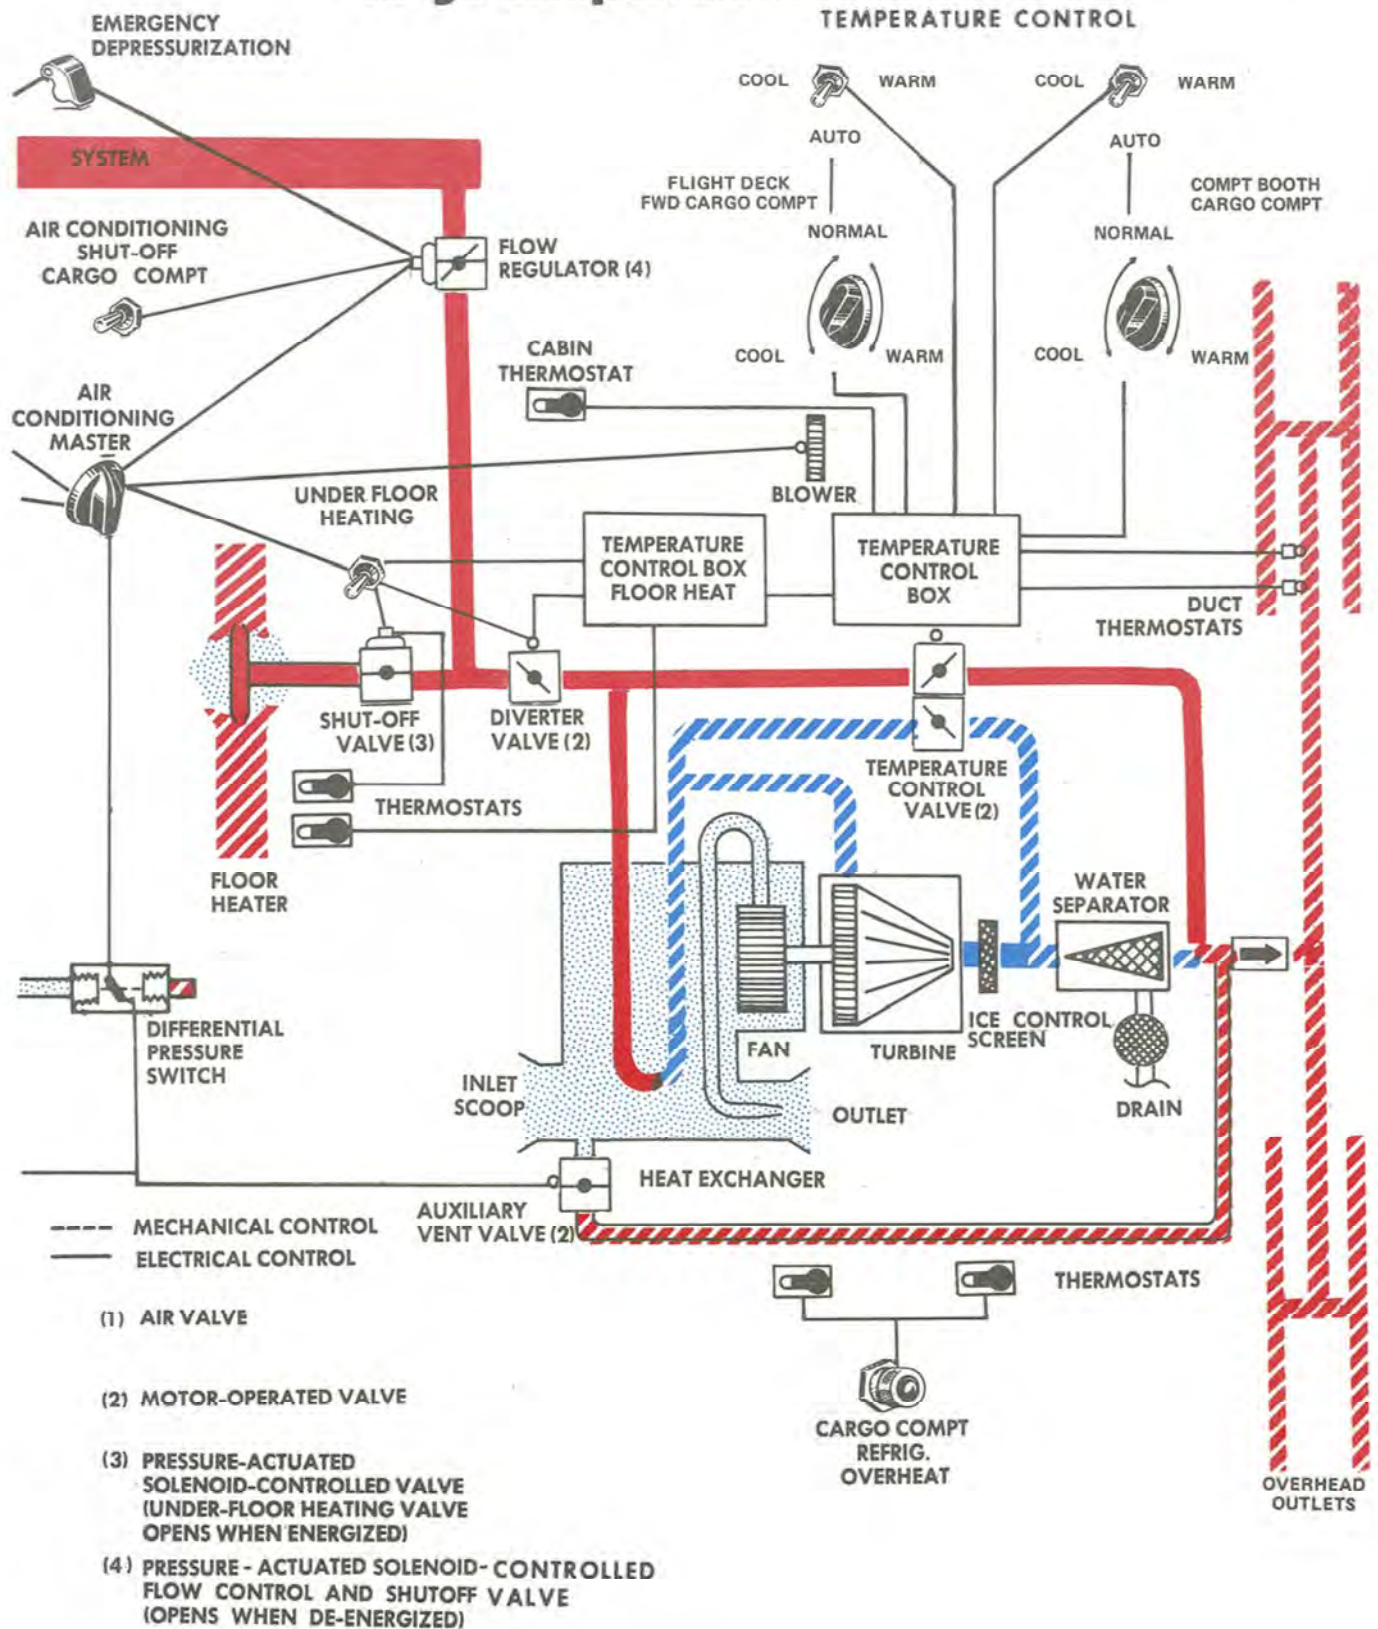 TEMPERATURE CONTROL
EMERGENCY
DEPRESSURIZATION
COOL
WARM
COOL
WARM
AUTO
AUTO
SYSTEM
FLIGHT DECK
FWD CARGO COMPT
COMPT BOOTH
CARGO COMPT
NORMAL
NORMAL
AIR CONDITIONING
SHUT-OFF
CARGO COMPT
FLOW
REGULATOR (4)
COOL
WARM
COOL
WARM
CABIN
THERMOSTAT
AIR
CONDITIONING
MASTER
BLOWER
UNDER FLOOR
HEATING
TEMPERATURE
CONTROL BOX
FLOOR HEAT
TEMPERATURE
CONTROL
BOX
DUCT
THERMOSTATS
SHUT-OFF
VALVE (3)
DIVERTER
VALVE (2)
TEMPERATURE
CONTROL
VALVE (2)
THERMOSTATS
FLOOR
HEATER
WATER
SEPARATOR
DIFFERENTIAL
PRESSURE
SWITCH
FAN
TURBINE
ICE CONTROL
SCREEN
INLET
SCOOP
OUTLET
DRAIN
HEAT EXCHANGER
AUXILIARY
VENT VALVE (2)
MECHANICAL CONTROL
ELECTRICAL CONTROL
THERMOSTATS
(1) AIR VALVE
(2) MOTOR-OPERATED VALVE
CARGO COMPT
REFRIG.
OVERHEAT
(3) PRESSURE-ACTUATED
SOLENOID-CONTROLLED VALVE
(UNDER-FLOOR HEATING VALVE
OPENS WHEN ENERGIZED)
OVERHEAD
OUTLETS
(4) PRESSURE - ACTUATED SOLENOID- CONTROLLED
FLOW CONTROL AND SHUTOFF VALVE
(OPENS WHEN DE-ENERGIZED)